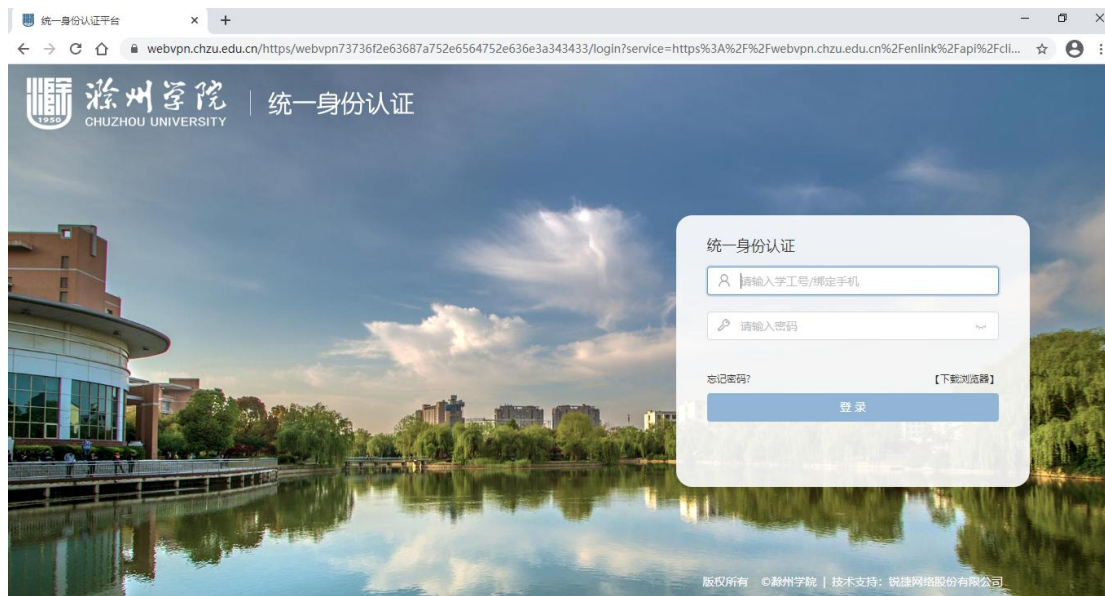 统一身份认证平台
webvpn.chzu.edu.cn/https/webvpn73736f2e63687a752e6564752e636e3a343433/login?service=https%3A%2F%2Fwebvpn.chzu.edu.cn%2Fenlink%2Fapi%2Fcli...
滁州学院 | 统一身份认证
CHUZHOU UNIVERSITY
1950
统一身份认证
请输入学工号/绑定手机
请输入密码
忘记密码? 【下载浏览器】
登 录
版权所有 ©滁州学院 | 技术支持：锐捷网络股份有限公司